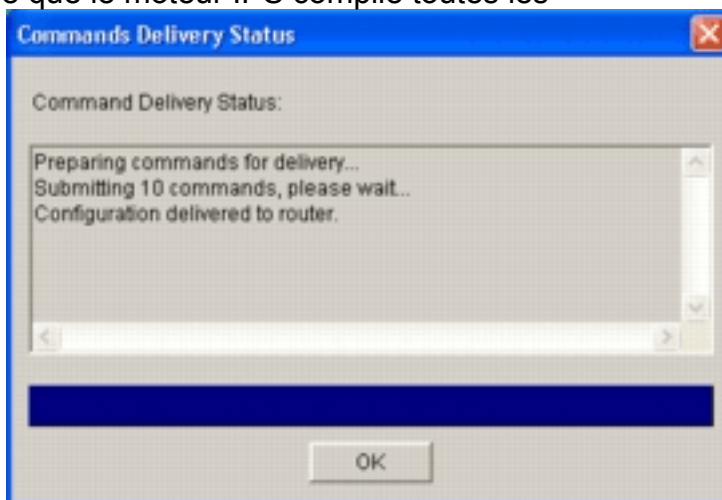 que le moteur IPS compile toutes les
Commands Delivery Status
Command Delivery Status:
Preparing commands for delivery...
Submitting 10 commands, please wait...
Configuration delivered to router.
OK